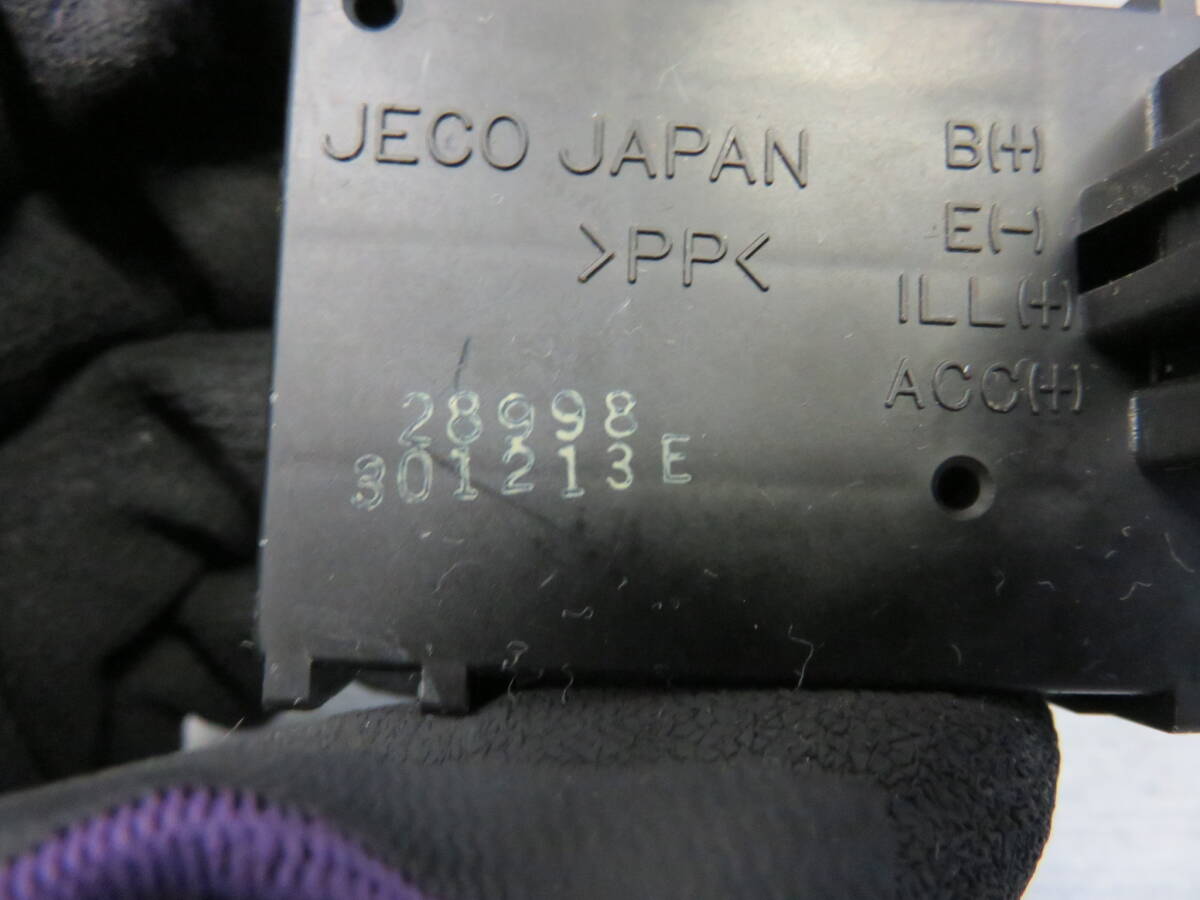 JECO JAPAN
>PP<
B(+)
E(-)
ILL(+)
ACC(+)
28998
301213E